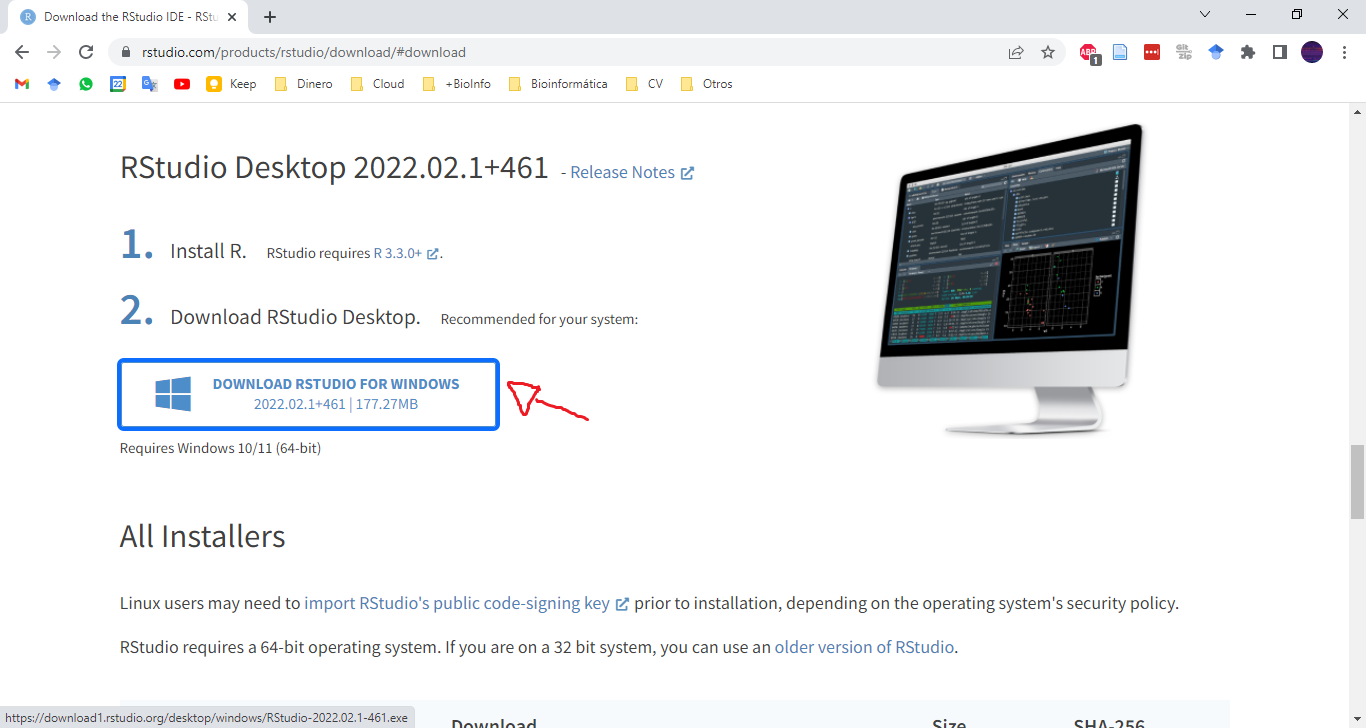 Download the RStudio IDE - RStu
rstudio.com/products/rstudio/download/#download
ABP
1
Git
zip
22
Keep
Dinero
Cloud
+BioInfo
Bioinformática
CV
Otros
RStudio Desktop 2022.02.1+461 - Release Notes
1. Install R. RStudio requires R 3.3.0+.
2. Download RStudio Desktop. Recommended for your system:
DOWNLOAD RSTUDIO FOR WINDOWS
2022.02.1+461 | 177.27MB
Requires Windows 10/11 (64-bit)
All Installers
Linux users may need to import RStudio's public code-signing key prior to installation, depending on the operating system's security policy.
RStudio requires a 64-bit operating system. If you are on a 32 bit system, you can use an older version of RStudio.
Download Size SHA-256
https://download1.rstudio.org/desktop/windows/RStudio-2022.02.1-461.exe